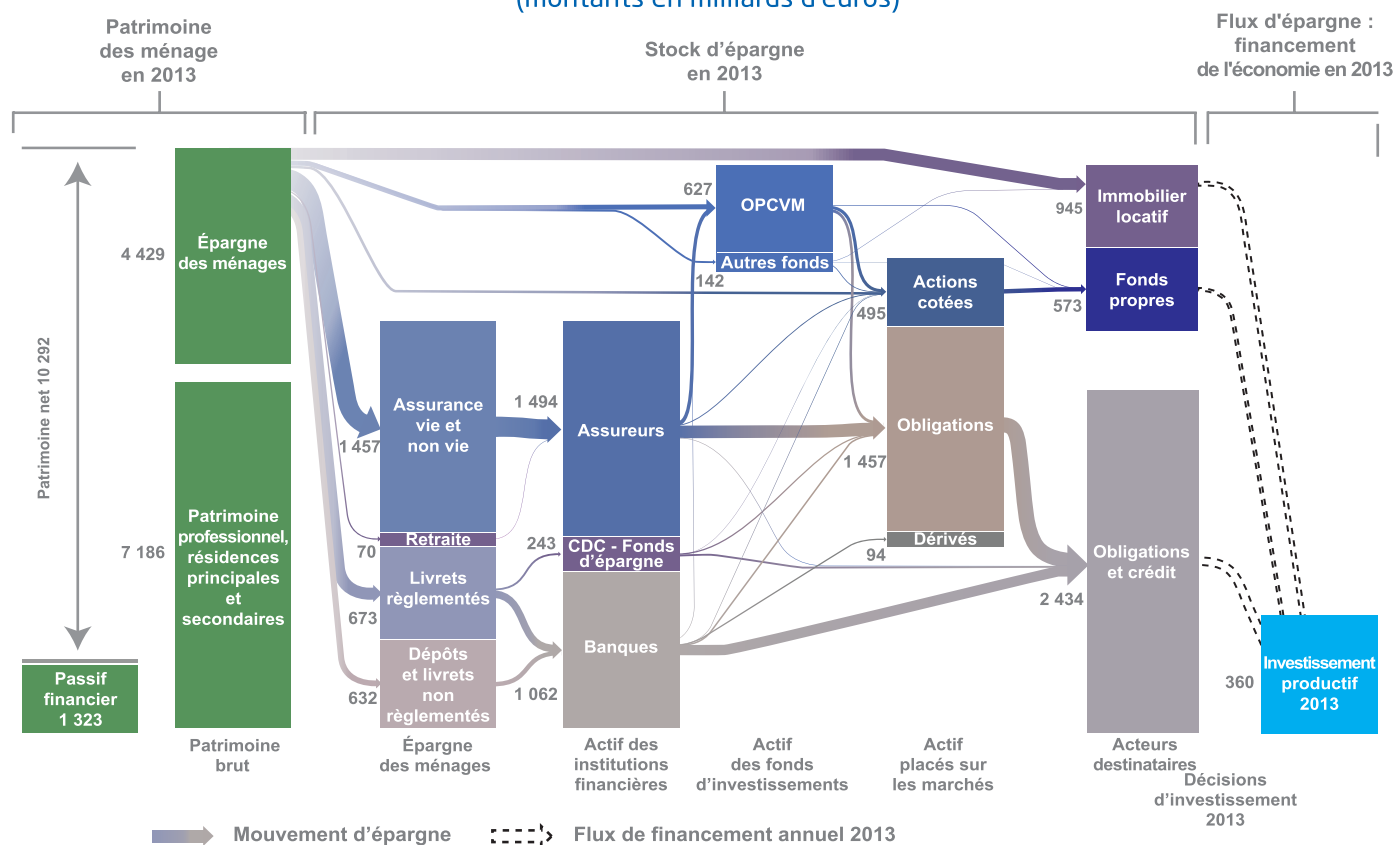 (montants en milliards d'euros)
Patrimoine
des ménage
en 2013
Stock d'épargne
en 2013
Flux d'épargne :
financement
de l'économie en 2013
Patrimoine net 10 292
4 429
Épargne
des ménages
7 186
Patrimoine
professionnel,
résidences
principales
et
secondaires
Passif
financier
1 323
Patrimoine
brut
1 457
Assurance
vie et
non vie
70
Retraite
673
Livrets
règlementés
632
Dépôts
et livrets
non
règlementés
Épargne
des ménages
1 494
Assureurs
243
CDC - Fonds
d'épargne
1 062
Banques
Actif des
institutions
financières
627
OPCVM
142
Autres fonds
Actif
des fonds
d'investissements
495
Actions
cotées
1 457
Obligations
94
Dérivés
Actif
placés sur
les marchés
945
Immobilier
locatif
573
Fonds
propres
2 434
Obligations
et crédit
Acteurs
destinataires
360
Investissement
productif
2013
Décisions
d'investissement
2013
Mouvement d'épargne
Flux de financement annuel 2013